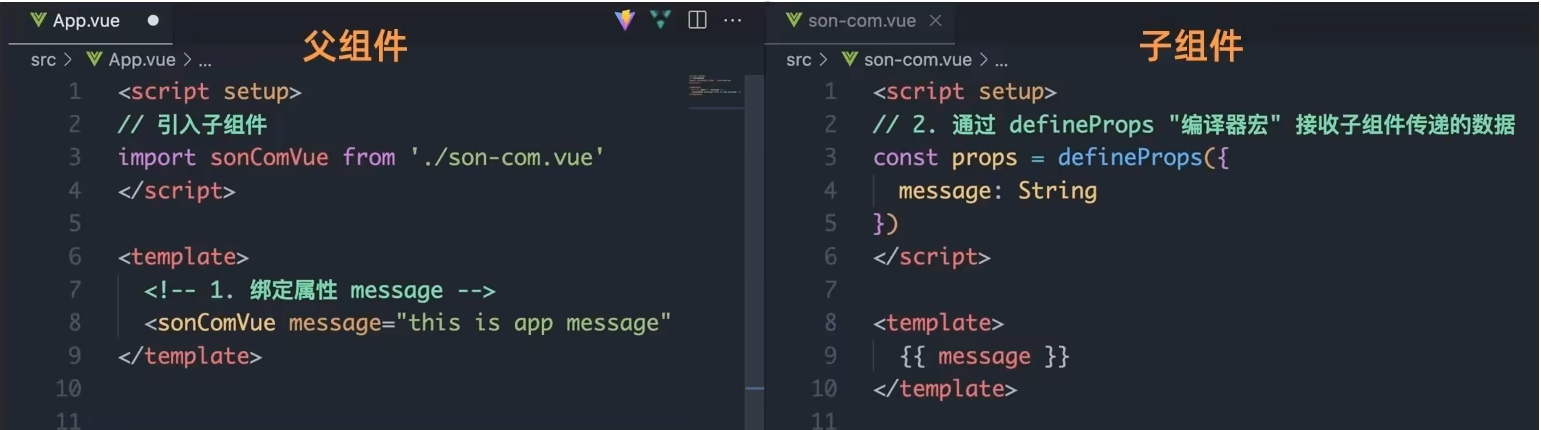 App.vue
父组件
src > App.vue > ...
1 <script setup>
2 // 引入子组件
3 import sonComVue from './son-com.vue'
4 </script>
5
6 <template>
7 <!-- 1. 绑定属性 message -->
8 <sonComVue message="this is app message"
9 </template>
10
11
son-com.vue
子组件
src > son-com.vue > ...
1 <script setup>
2 // 2. 通过 defineProps "编译器宏" 接收子组件传递的数据
3 const props = defineProps({
4 message: String
5 })
6 </script>
7
8 <template>
9 {{ message }}
10 </template>
11